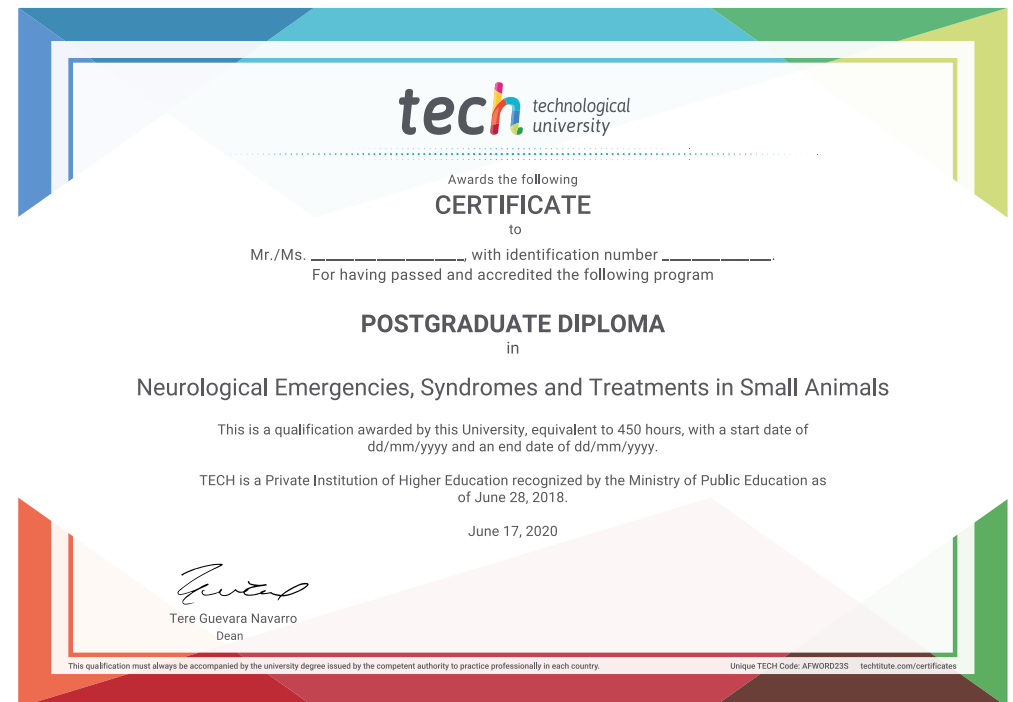 tech technological
university
Awards the following
CERTIFICATE
to
Mr./Ms. _______________, with identification number ___________.
For having passed and accredited the following program
POSTGRADUATE DIPLOMA
in
Neurological Emergencies, Syndromes and Treatments in Small Animals
This is a qualification awarded by this University, equivalent to 450 hours, with a start date of
dd/mm/yyyy and an end date of dd/mm/yyyy.
TECH is a Private Institution of Higher Education recognized by the Ministry of Public Education as
of June 28, 2018.
June 17, 2020
Tere Guevara Navarro
Dean
This qualification must always be accompanied by the university degree issued by the competent authority to practice professionally in each country. Unique TECH Code: AFWORD23S techtitute.com/certificates